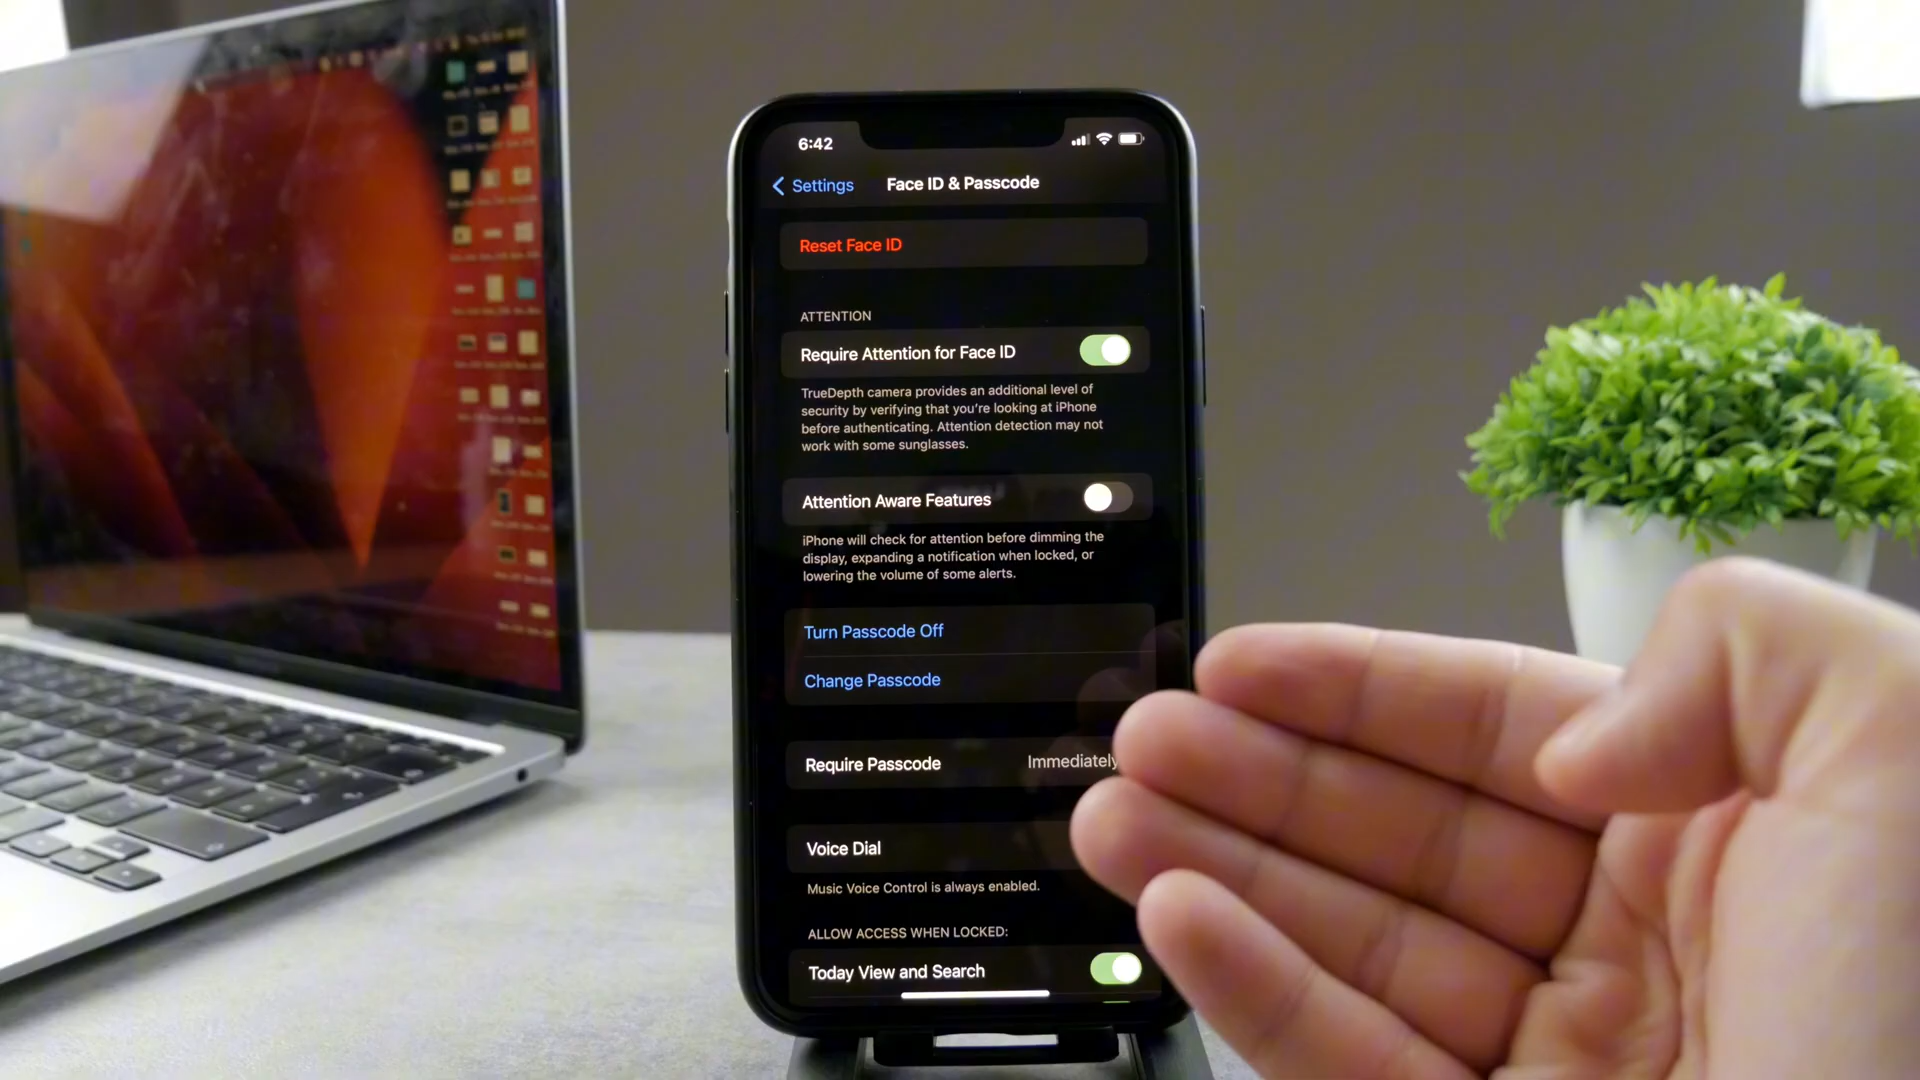 6:42
Settings
Face ID & Passcode
Reset Face ID
ATTENTION
Require Attention for Face ID
TrueDepth camera provides an additional level of
security by verifying that you're looking at iPhone
before authenticating. Attention detection may not
work with some sunglasses.
Attention Aware Features
iPhone will check for attention before dimming the
display, expanding a notification when locked, or
lowering the volume of some alerts.
Turn Passcode Off
Change Passcode
Require Passcode
Immediately
Voice Dial
Music Voice Control is always enabled.
ALLOW ACCESS WHEN LOCKED:
Today View and Search